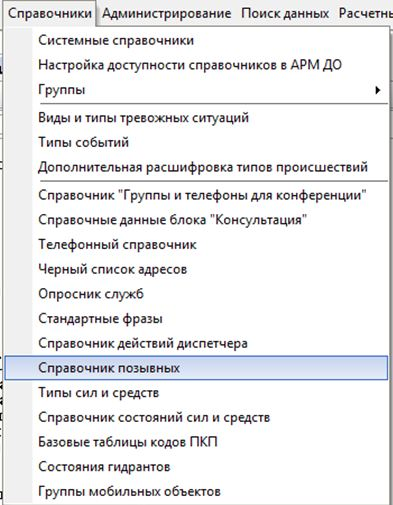 Справочники Администрирование Поиск данных Расчетны
Системные справочники
Настройка доступности справочников в АРМ ДО
Группы
Виды и типы тревожных ситуаций
Типы событий
Дополнительная расшифровка типов происшествий
Справочник "Группы и телефоны для конференции"
Справочные данные блока "Консультация"
Телефонный справочник
Черный список адресов
Опросник служб
Стандартные фразы
Справочник действий диспетчера
Справочник позывных
Типы сил и средств
Справочник состояний сил и средств
Базовые таблицы кодов ПКП
Состояния гидрантов
Группы мобильных объектов